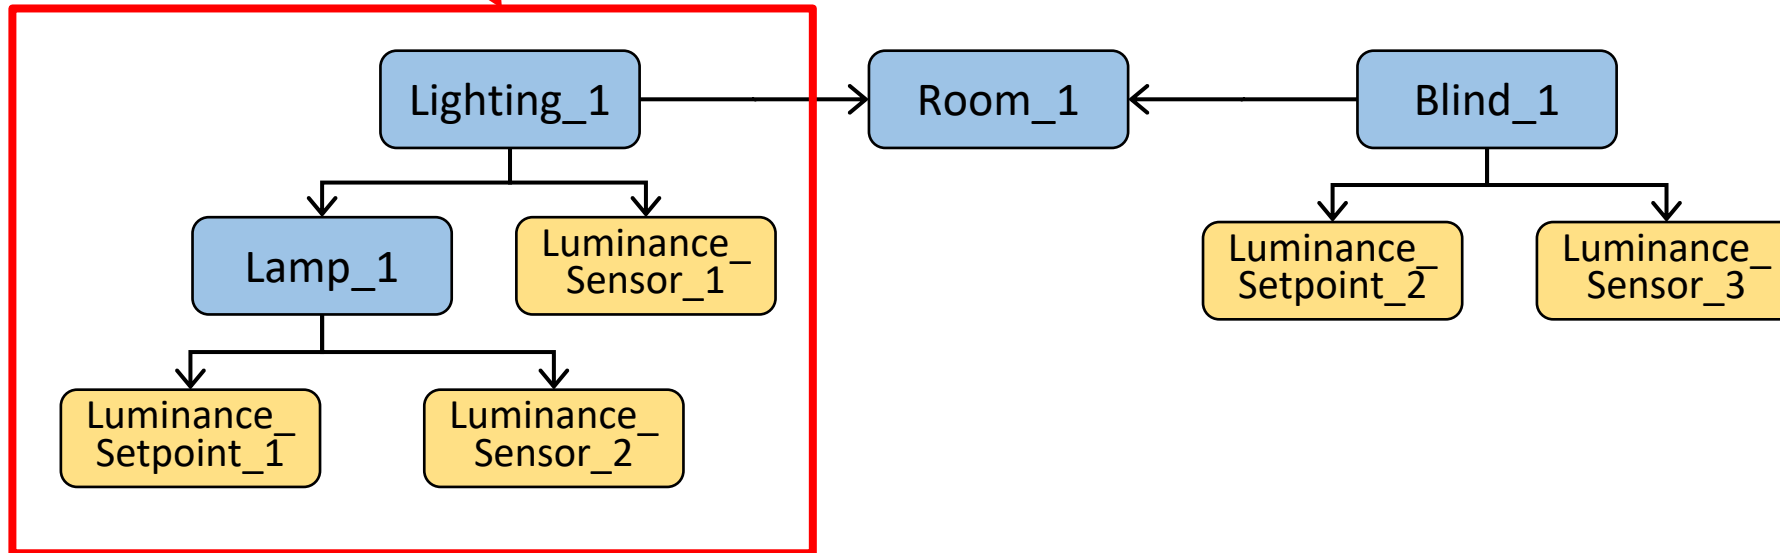 Lighting_1
Room_1
Blind_1
Lamp_1
Luminance_
Sensor_1
Luminance_
Setpoint_2
Luminance_
Sensor_3
Luminance_
Setpoint_1
Luminance_
Sensor_2